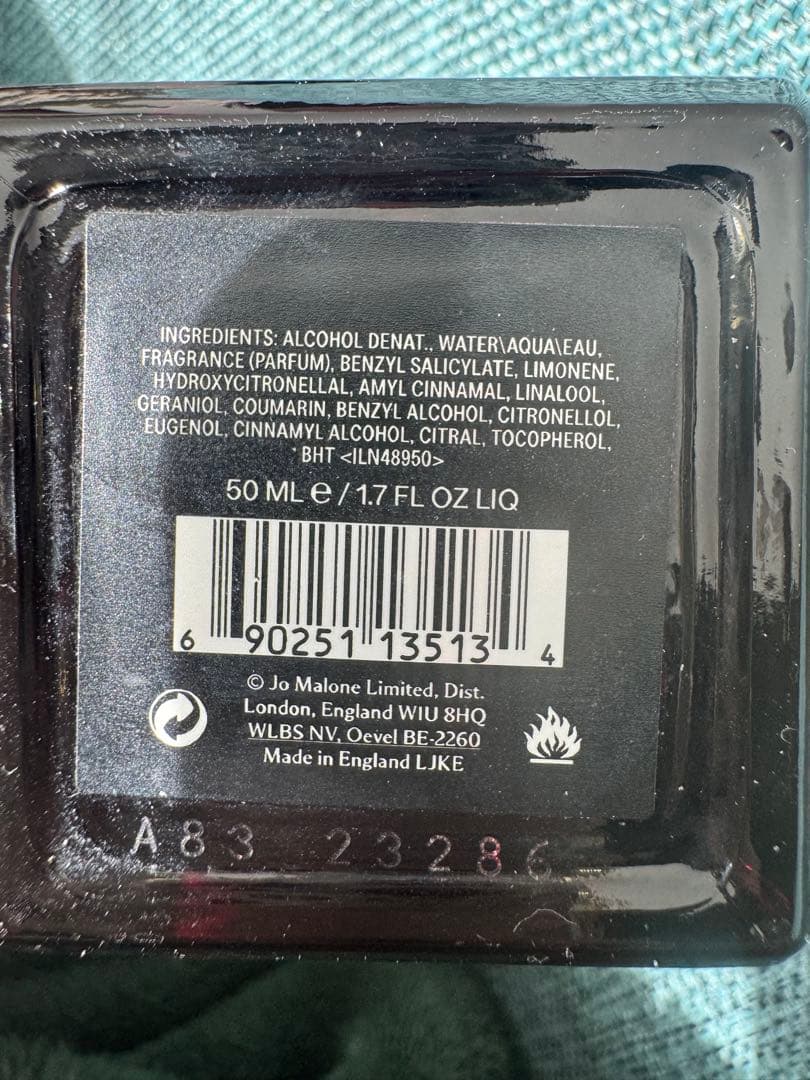 INGREDIENTS: ALCOHOL DENAT., WATER\AQUA\EAU,
FRAGRANCE (PARFUM), BENZYL SALICYLATE, LIMONENE,
HYDROXYCITRONELLAL, AMYL CINNAMAL, LINALOOL,
GERANIOL, COUMARIN, BENZYL ALCOHOL, CITRONELLOL,
EUGENOL, CINNAMYL ALCOHOL, CITRAL, TOCOPHEROL,
BHT <ILN48950>
50 ML e / 1.7 FL OZ LIQ
6 90251 13513 4
© Jo Malone Limited, Dist.
London, England W1U 8HQ
WLBS NV, Oevel BE-2260
Made in England LJKE
A83 23286